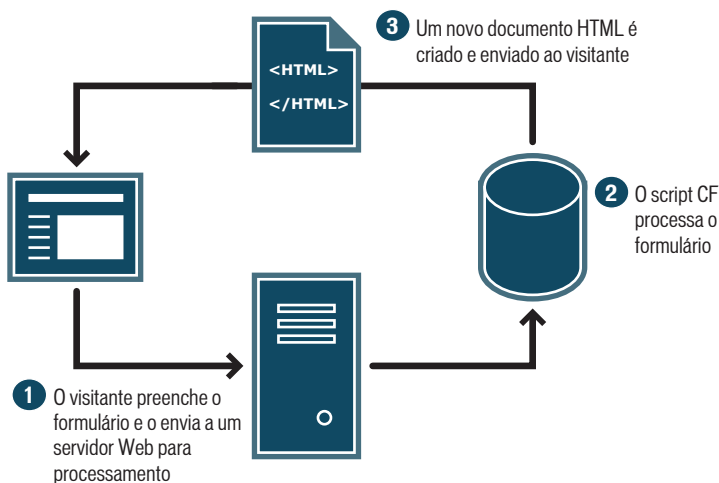 1 O visitante preenche o
formulário e o envia a um
servidor Web para
processamento
2 O script CF
processa o
formulário
3 Um novo documento HTML é
criado e enviado ao visitante
<HTML>
</HTML>